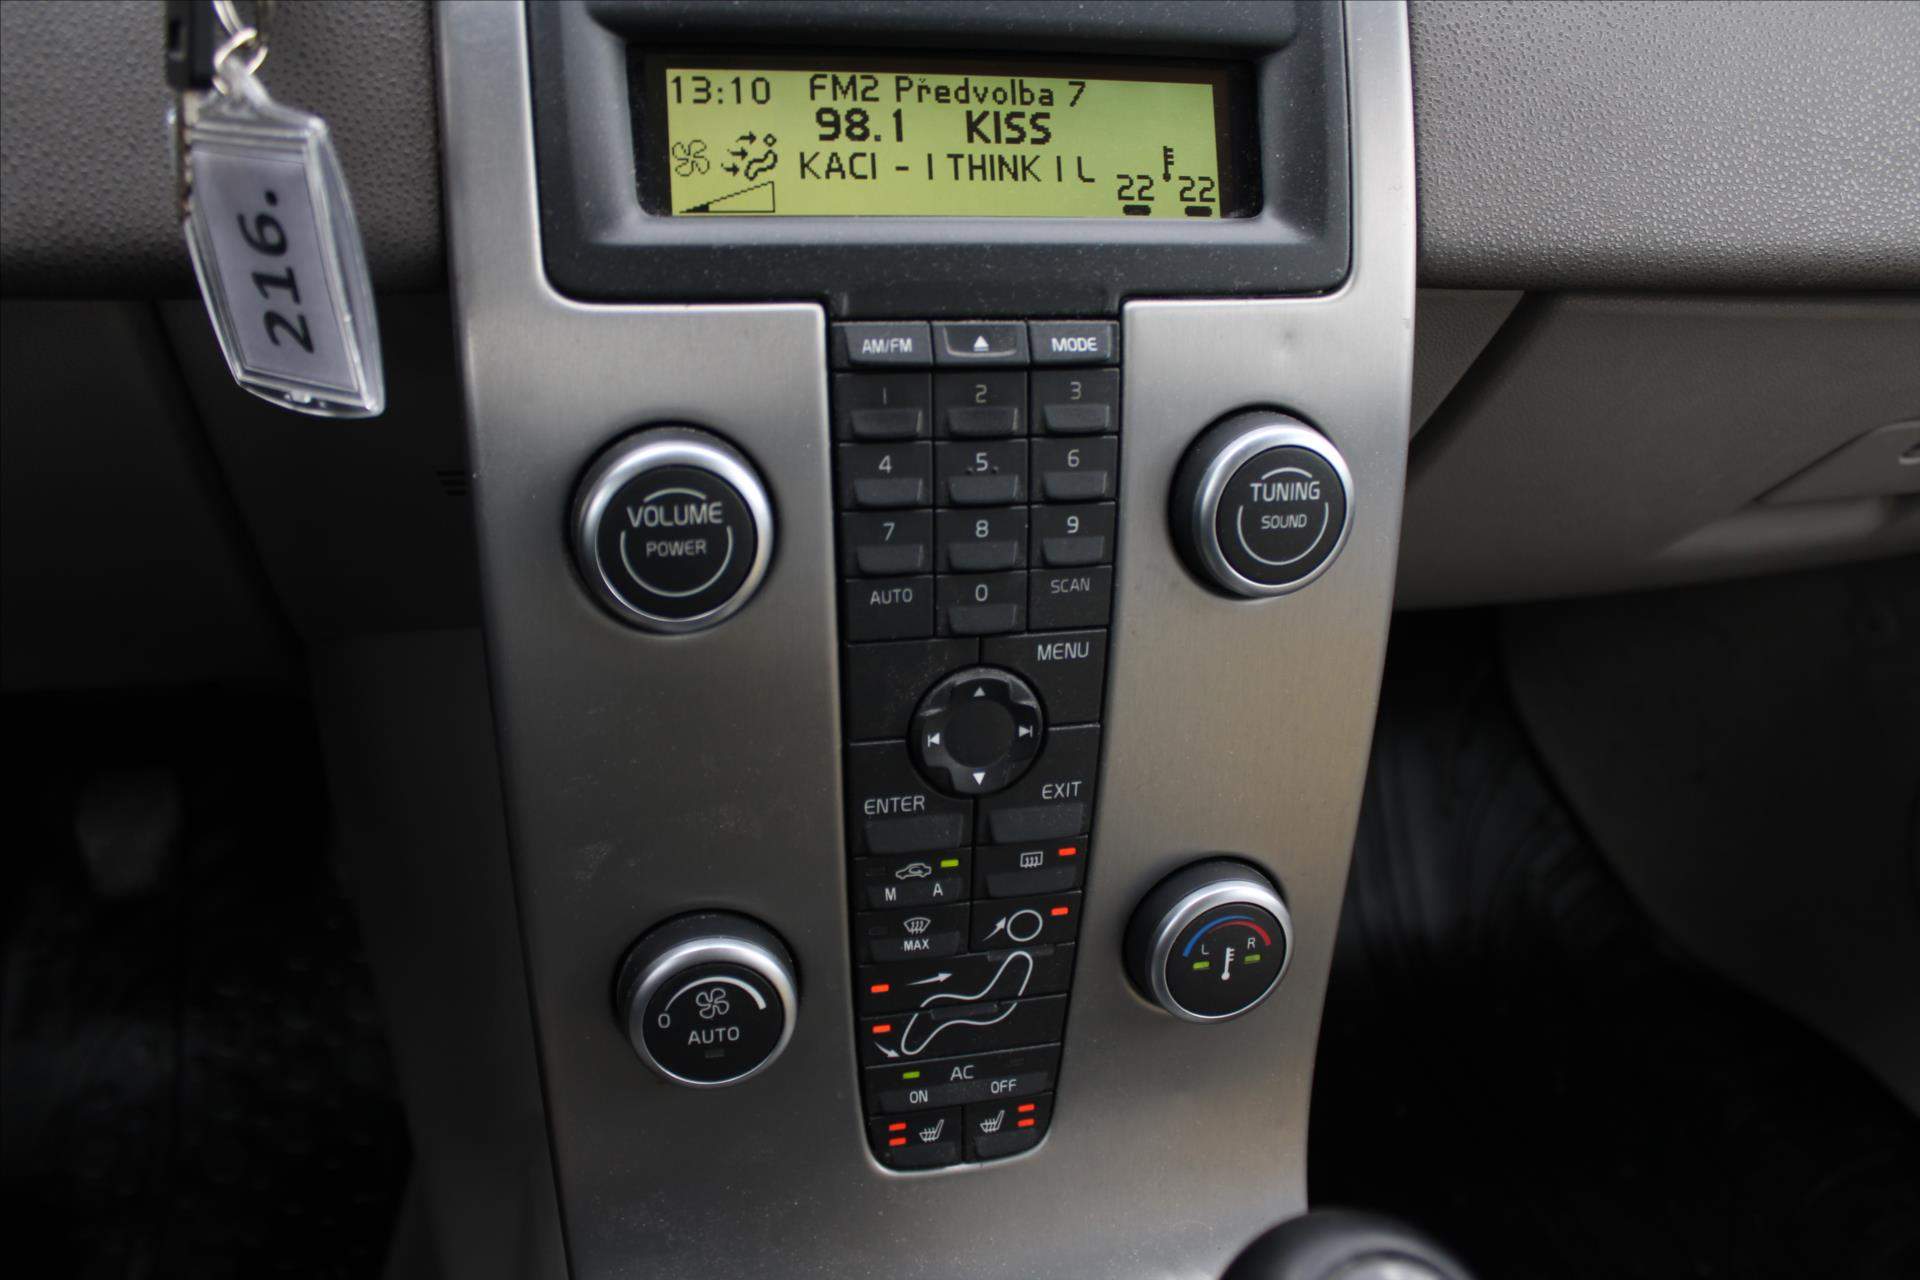 13:10 FM2 Předvolba 7
98.1 KISS
KACI - I THINK I L
22 22
216.
AM/FM MODE
1 2 3
4 5 6
7 8 9
AUTO 0 SCAN
VOLUME
POWER
TUNING
SOUND
MENU
ENTER EXIT
M A
MAX
L R
0
AUTO
AC
ON OFF